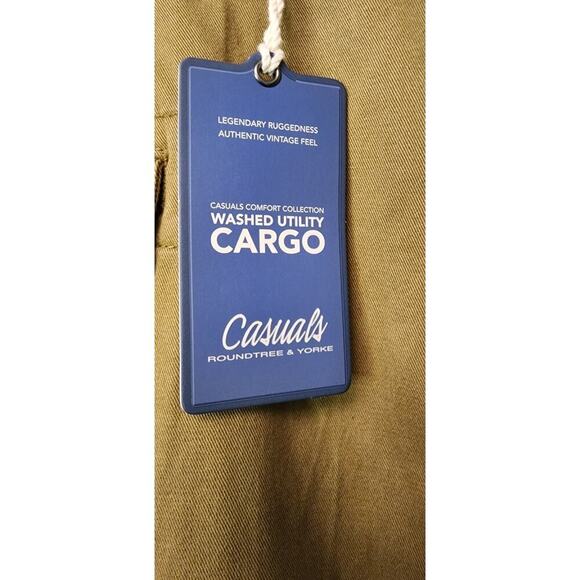 LEGENDARY RUGGEDNESS
AUTHENTIC VINTAGE FEEL
CASUALS COMFORT COLLECTION
WASHED UTILITY
CARGO
Casuals
ROUNDTREE & YORKE